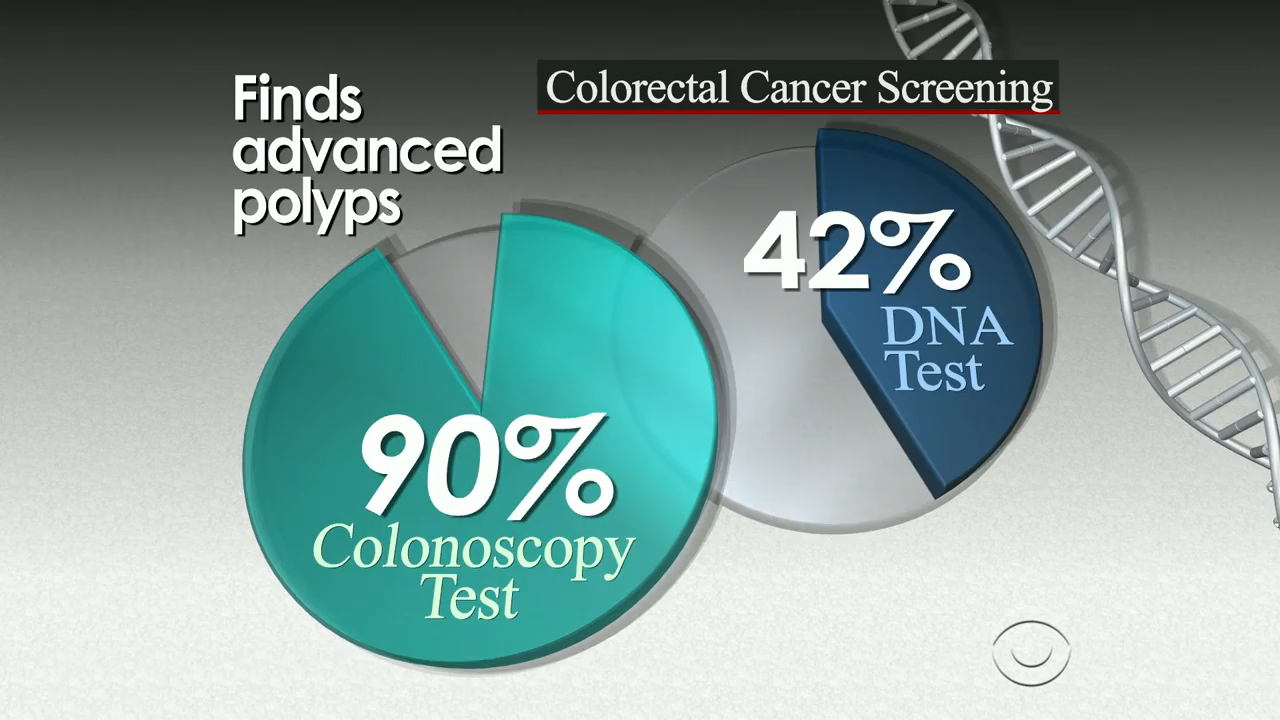 Colorectal Cancer Screening
Finds
advanced
polyps
42%
DNA
Test
90%
Colonoscopy
Test